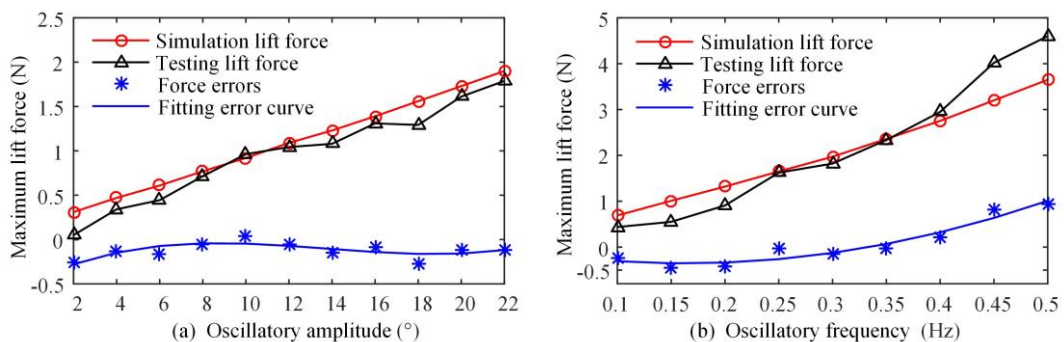 2.5
2
1.5
1
0.5
0
-0.5
Maximum lift force (N)
Simulation lift force
Testing lift force
Force errors
Fitting error curve
2 4 6 8 10 12 14 16 18 20 22
(a) Oscillatory amplitude (°)
5
4
3
2
1
0
-0.5
Maximum lift force (N)
Simulation lift force
Testing lift force
Force errors
Fitting error curve
0.1 0.15 0.2 0.25 0.3 0.35 0.4 0.45 0.5
(b) Oscillatory frequency (Hz)